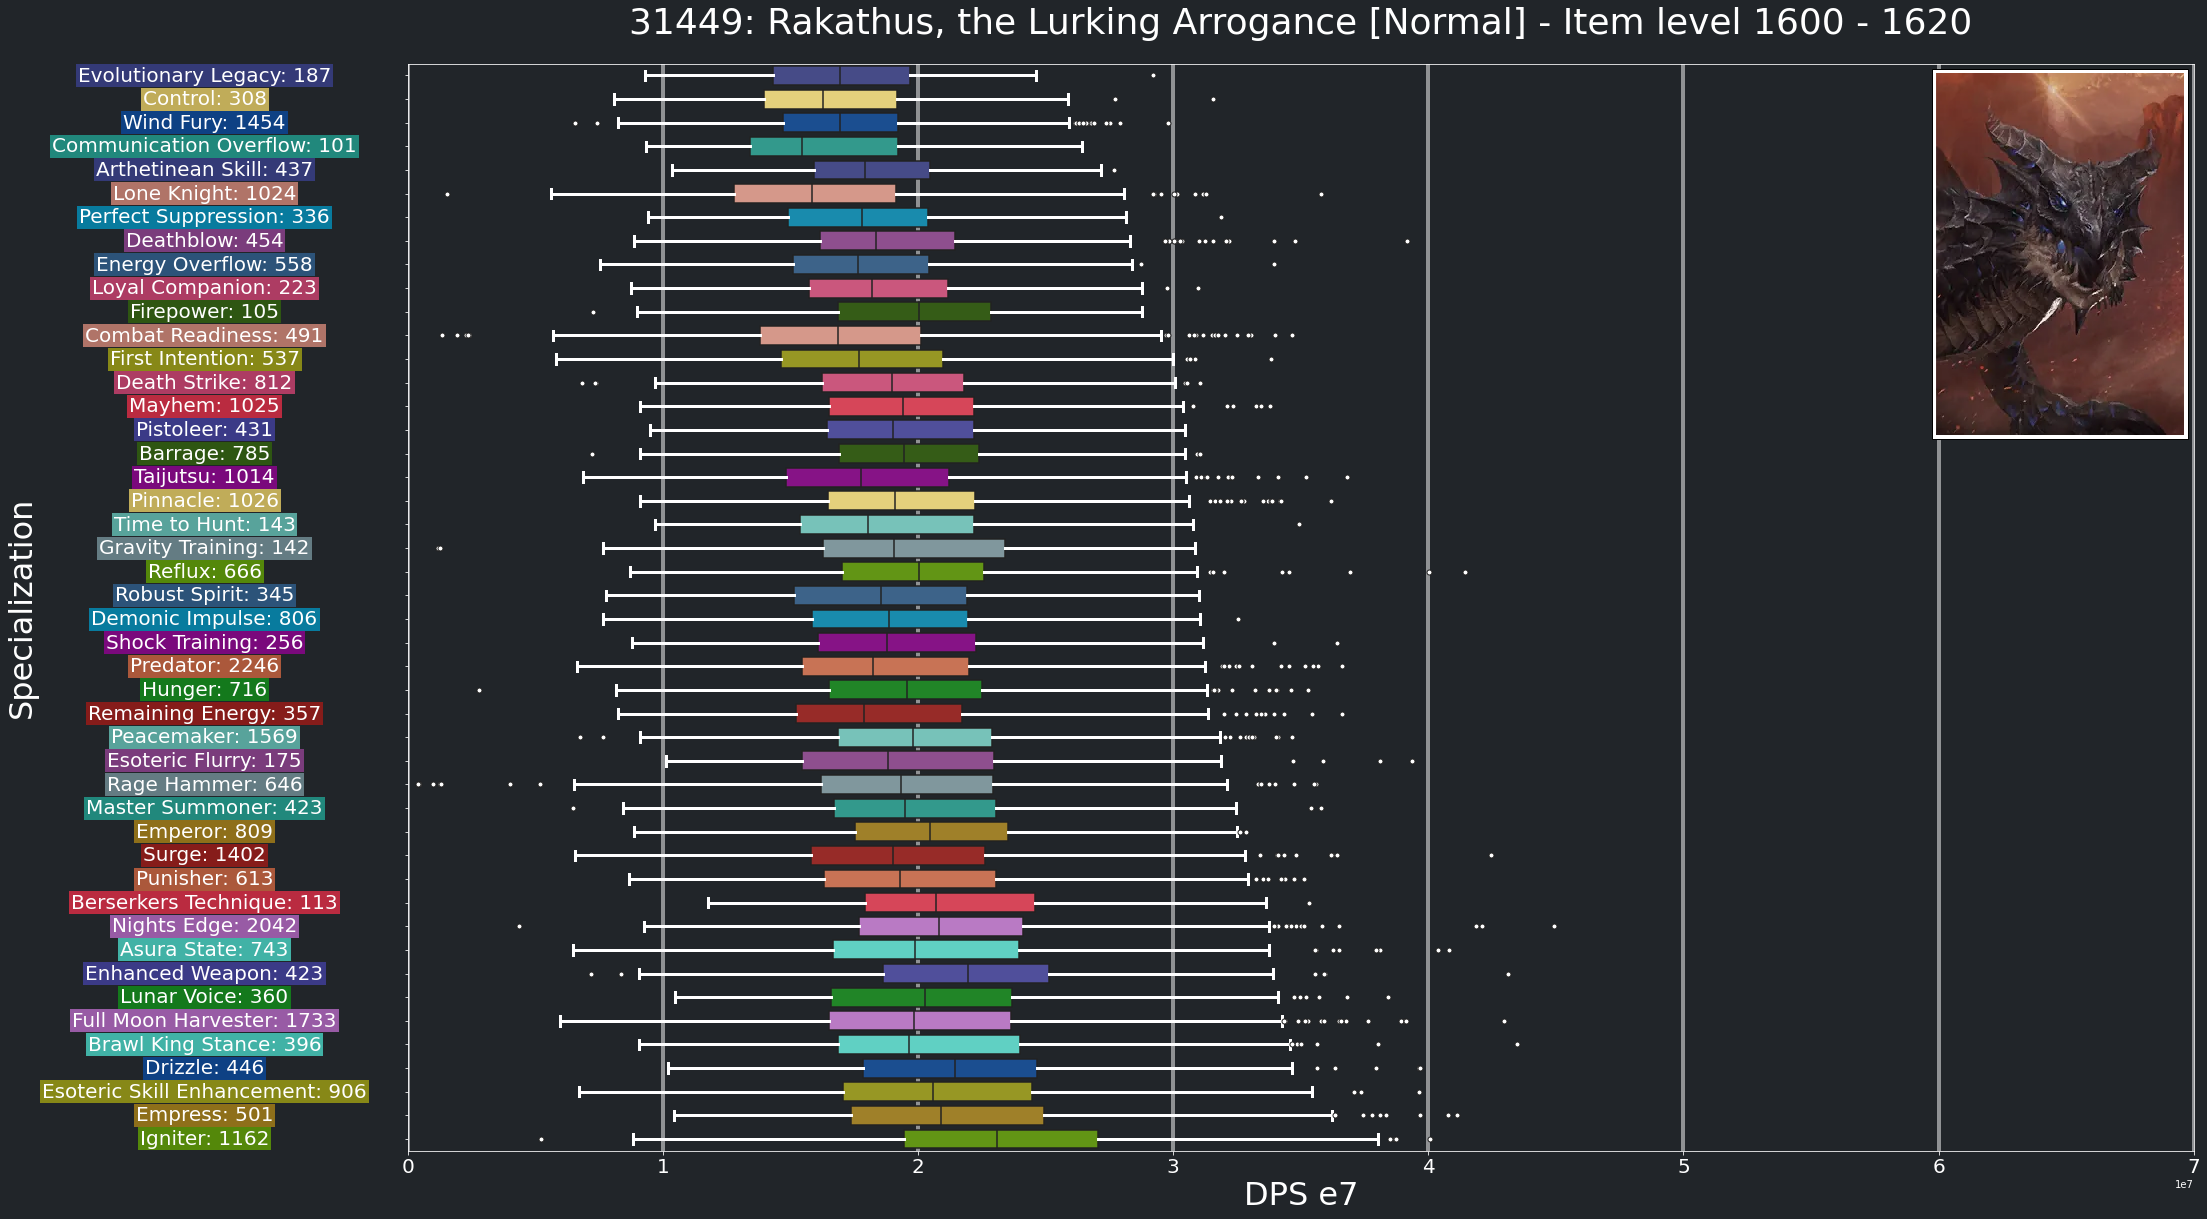 31449: Rakathus, the Lurking Arrogance [Normal] - Item level 1600 - 1620
Specialization
Evolutionary Legacy: 187
Control: 308
Wind Fury: 1454
Communication Overflow: 101
Arthetinean Skill: 437
Lone Knight: 1024
Perfect Suppression: 336
Deathblow: 454
Energy Overflow: 558
Loyal Companion: 223
Firepower: 105
Combat Readiness: 491
First Intention: 537
Death Strike: 812
Mayhem: 1025
Pistoleer: 431
Barrage: 785
Taijutsu: 1014
Pinnacle: 1026
Time to Hunt: 143
Gravity Training: 142
Reflux: 666
Robust Spirit: 345
Demonic Impulse: 806
Shock Training: 256
Predator: 2246
Hunger: 716
Remaining Energy: 357
Peacemaker: 1569
Esoteric Flurry: 175
Rage Hammer: 646
Master Summoner: 423
Emperor: 809
Surge: 1402
Punisher: 613
Berserkers Technique: 113
Nights Edge: 2042
Asura State: 743
Enhanced Weapon: 423
Lunar Voice: 360
Full Moon Harvester: 1733
Brawl King Stance: 396
Drizzle: 446
Esoteric Skill Enhancement: 906
Empress: 501
Igniter: 1162
0 1 2 3 4 5 6 7
1e7
DPS e7